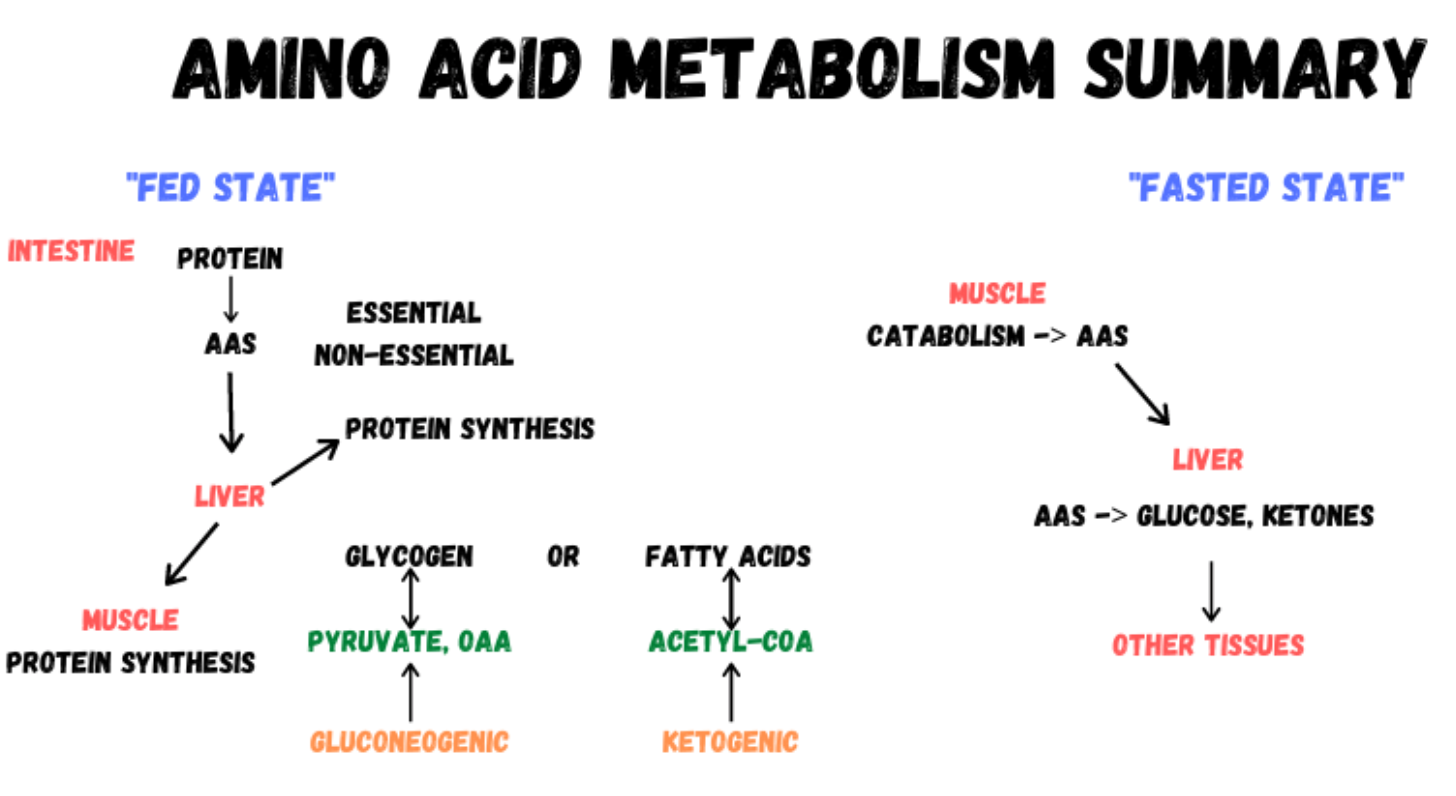 AMINO ACID METABOLISM SUMMARY
"FED STATE"
INTESTINE
PROTEIN
AAS
ESSENTIAL
NON-ESSENTIAL
PROTEIN SYNTHESIS
LIVER
MUSCLE
PROTEIN SYNTHESIS
GLYCOGEN OR FATTY ACIDS
PYRUVATE, OAA
ACETYL-COA
GLUCONEOGENIC
KETOGENIC
"FASTED STATE"
MUSCLE
CATABOLISM -> AAS
LIVER
AAS -> GLUCOSE, KETONES
OTHER TISSUES